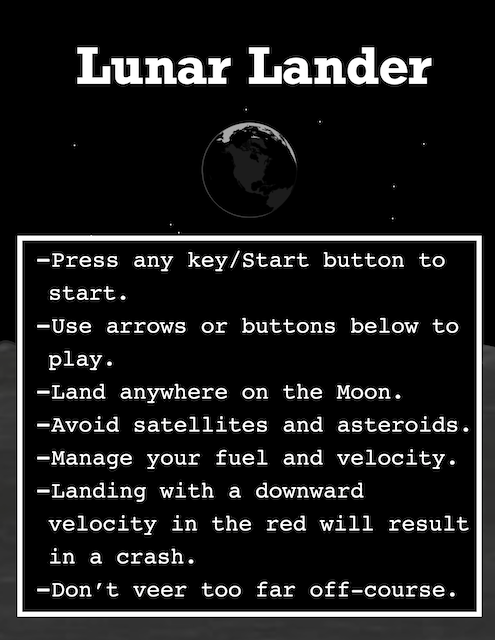 Lunar Lander
-Press any key/Start button to
start.
-Use arrows or buttons below to
play.
-Land anywhere on the Moon.
-Avoid satellites and asteroids.
-Manage your fuel and velocity.
-Landing with a downward
velocity in the red will result
in a crash.
-Don’t veer too far off-course.